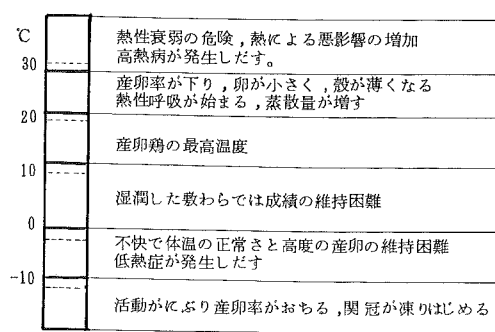 ℃
熱性衰弱の危険，熱による悪影響の増加
高熱病が発生しだす。
30
産卵率が下り，卵が小さく，殻が薄くなる
熱性呼吸が始まる，蒸散量が増す
20
産卵鶏の最高温度
10
湿潤した敷わらでは成績の維持困難
0
不快で体温の正常さと高度の産卵の維持困難
低熱症が発生しだす
-10
活動がにぶり産卵率がおちる，関冠が凍りはじめる